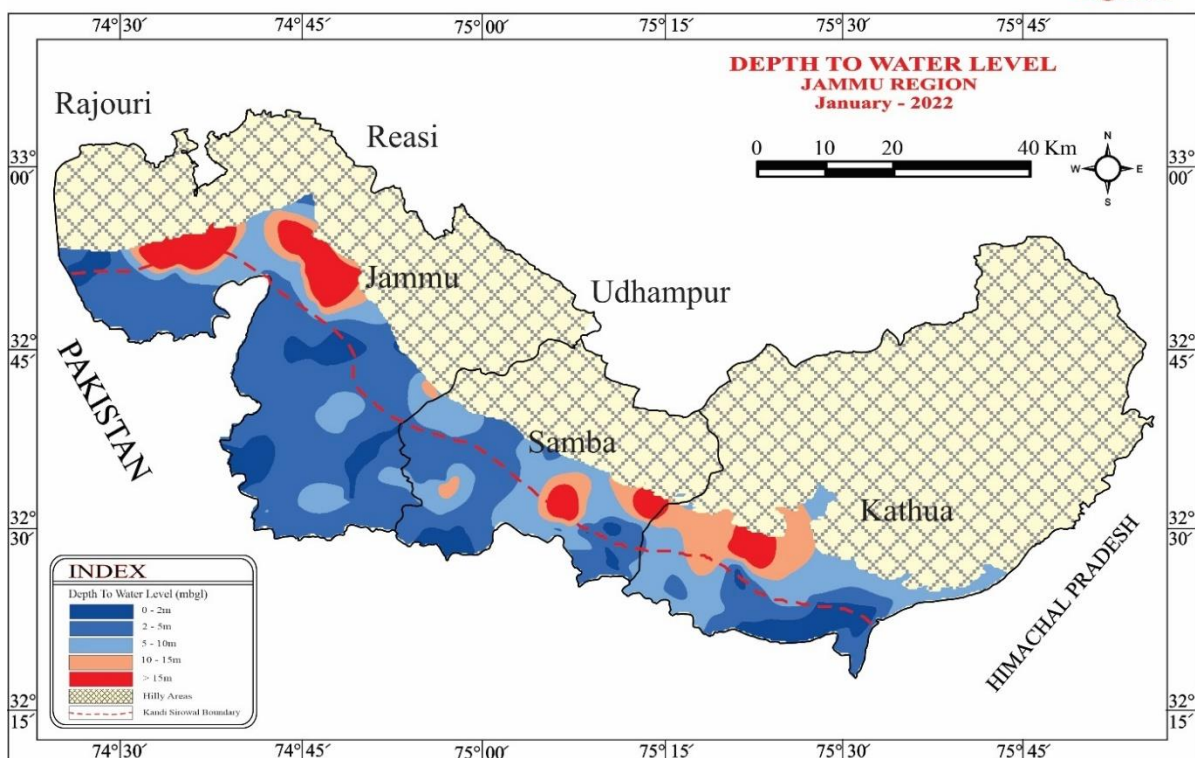 74°30' 74°45' 75°00' 75°15' 75°30' 75°45'
DEPTH TO WATER LEVEL
JAMMU REGION
January - 2022
Rajouri
Reasi
0 10 20 40 Km
N
W E
S
33°
00'
33°
00'
Jammu
Udhampur
32°
45'
32°
45'
PAKISTAN
Samba
Kathua
32°
30'
32°
30'
HIMACHAL PRADESH
INDEX
Depth To Water Level (mbgl)
0 - 2m
2 - 5m
5 - 10m
10 - 15m
> 15m
Hilly Areas
Kandi Sirowal Boundary
32°
15'
32°
15'
74°30' 74°45' 75°00' 75°15' 75°30' 75°45'